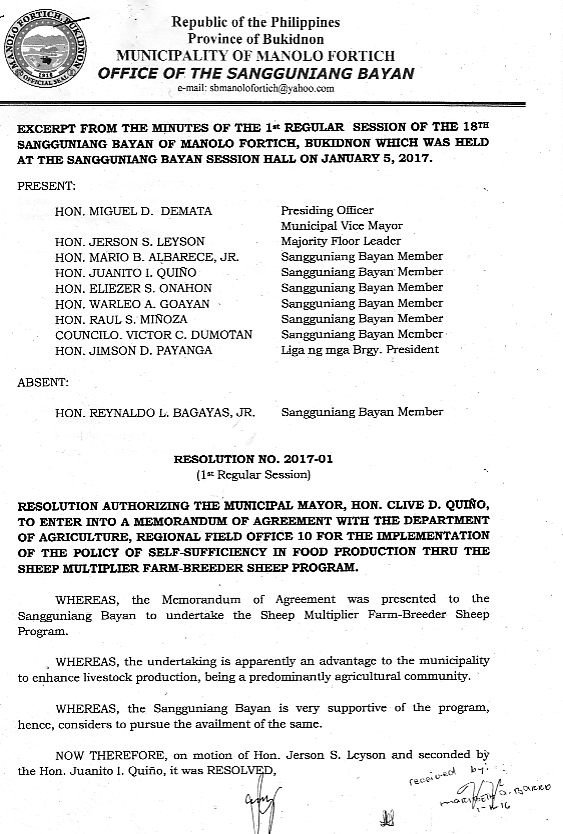 MANOLO FORTICH, BUKIDNON
OFFICIAL SEAL
Republic of the Philippines
Province of Bukidnon
MUNICIPALITY OF MANOLO FORTICH
OFFICE OF THE SANGGUNIANG BAYAN
e-mail: sbmanolofortich@yahoo.com
EXCERPT FROM THE MINUTES OF THE 1st REGULAR SESSION OF THE 18TH
SANGGUNIANG BAYAN OF MANOLO FORTICH, BUKIDNON WHICH WAS HELD
AT THE SANGGUNIANG BAYAN SESSION HALL ON JANUARY 5, 2017.
PRESENT:
HON. MIGUEL D. DEMATA Presiding Officer
Municipal Vice Mayor
HON. JERSON S. LEYSON Majority Floor Leader
HON. MARIO B. ALBARECE, JR. Sangguniang Bayan Member
HON. JUANITO I. QUIÑO Sangguniang Bayan Member
HON. ELIEZER S. ONAHON Sangguniang Bayan Member
HON. WARLEO A. GOAYAN Sangguniang Bayan Member
HON. RAUL S. MIÑOZA Sangguniang Bayan Member
COUNCILO. VICTOR C. DUMOTAN Sangguniang Bayan Member
HON. JIMSON D. PAYANGA Liga ng mga Brgy. President
ABSENT:
HON. REYNALDO L. BAGAYAS, JR. Sangguniang Bayan Member
RESOLUTION NO. 2017-01
(1st Regular Session)
RESOLUTION AUTHORIZING THE MUNICIPAL MAYOR, HON. CLIVE D. QUIÑO,
TO ENTER INTO A MEMORANDUM OF AGREEMENT WITH THE DEPARTMENT
OF AGRICULTURE, REGIONAL FIELD OFFICE 10 FOR THE IMPLEMENTATION
OF THE POLICY OF SELF-SUFFICIENCY IN FOOD PRODUCTION THRU THE
SHEEP MULTIPLIER FARM-BREEDER SHEEP PROGRAM.
WHEREAS, the Memorandum of Agreement was presented to the
Sangguniang Bayan to undertake the Sheep Multiplier Farm-Breeder Sheep
Program.
WHEREAS, the undertaking is apparently an advantage to the municipality
to enhance livestock production, being a predominantly agricultural community.
WHEREAS, the Sangguniang Bayan is very supportive of the program,
hence, considers to pursue the availment of the same.
NOW THEREFORE, on motion of Hon. Jerson S. Leyson and seconded by
the Hon. Juanito I. Quiño, it was RESOLVED,
received by: